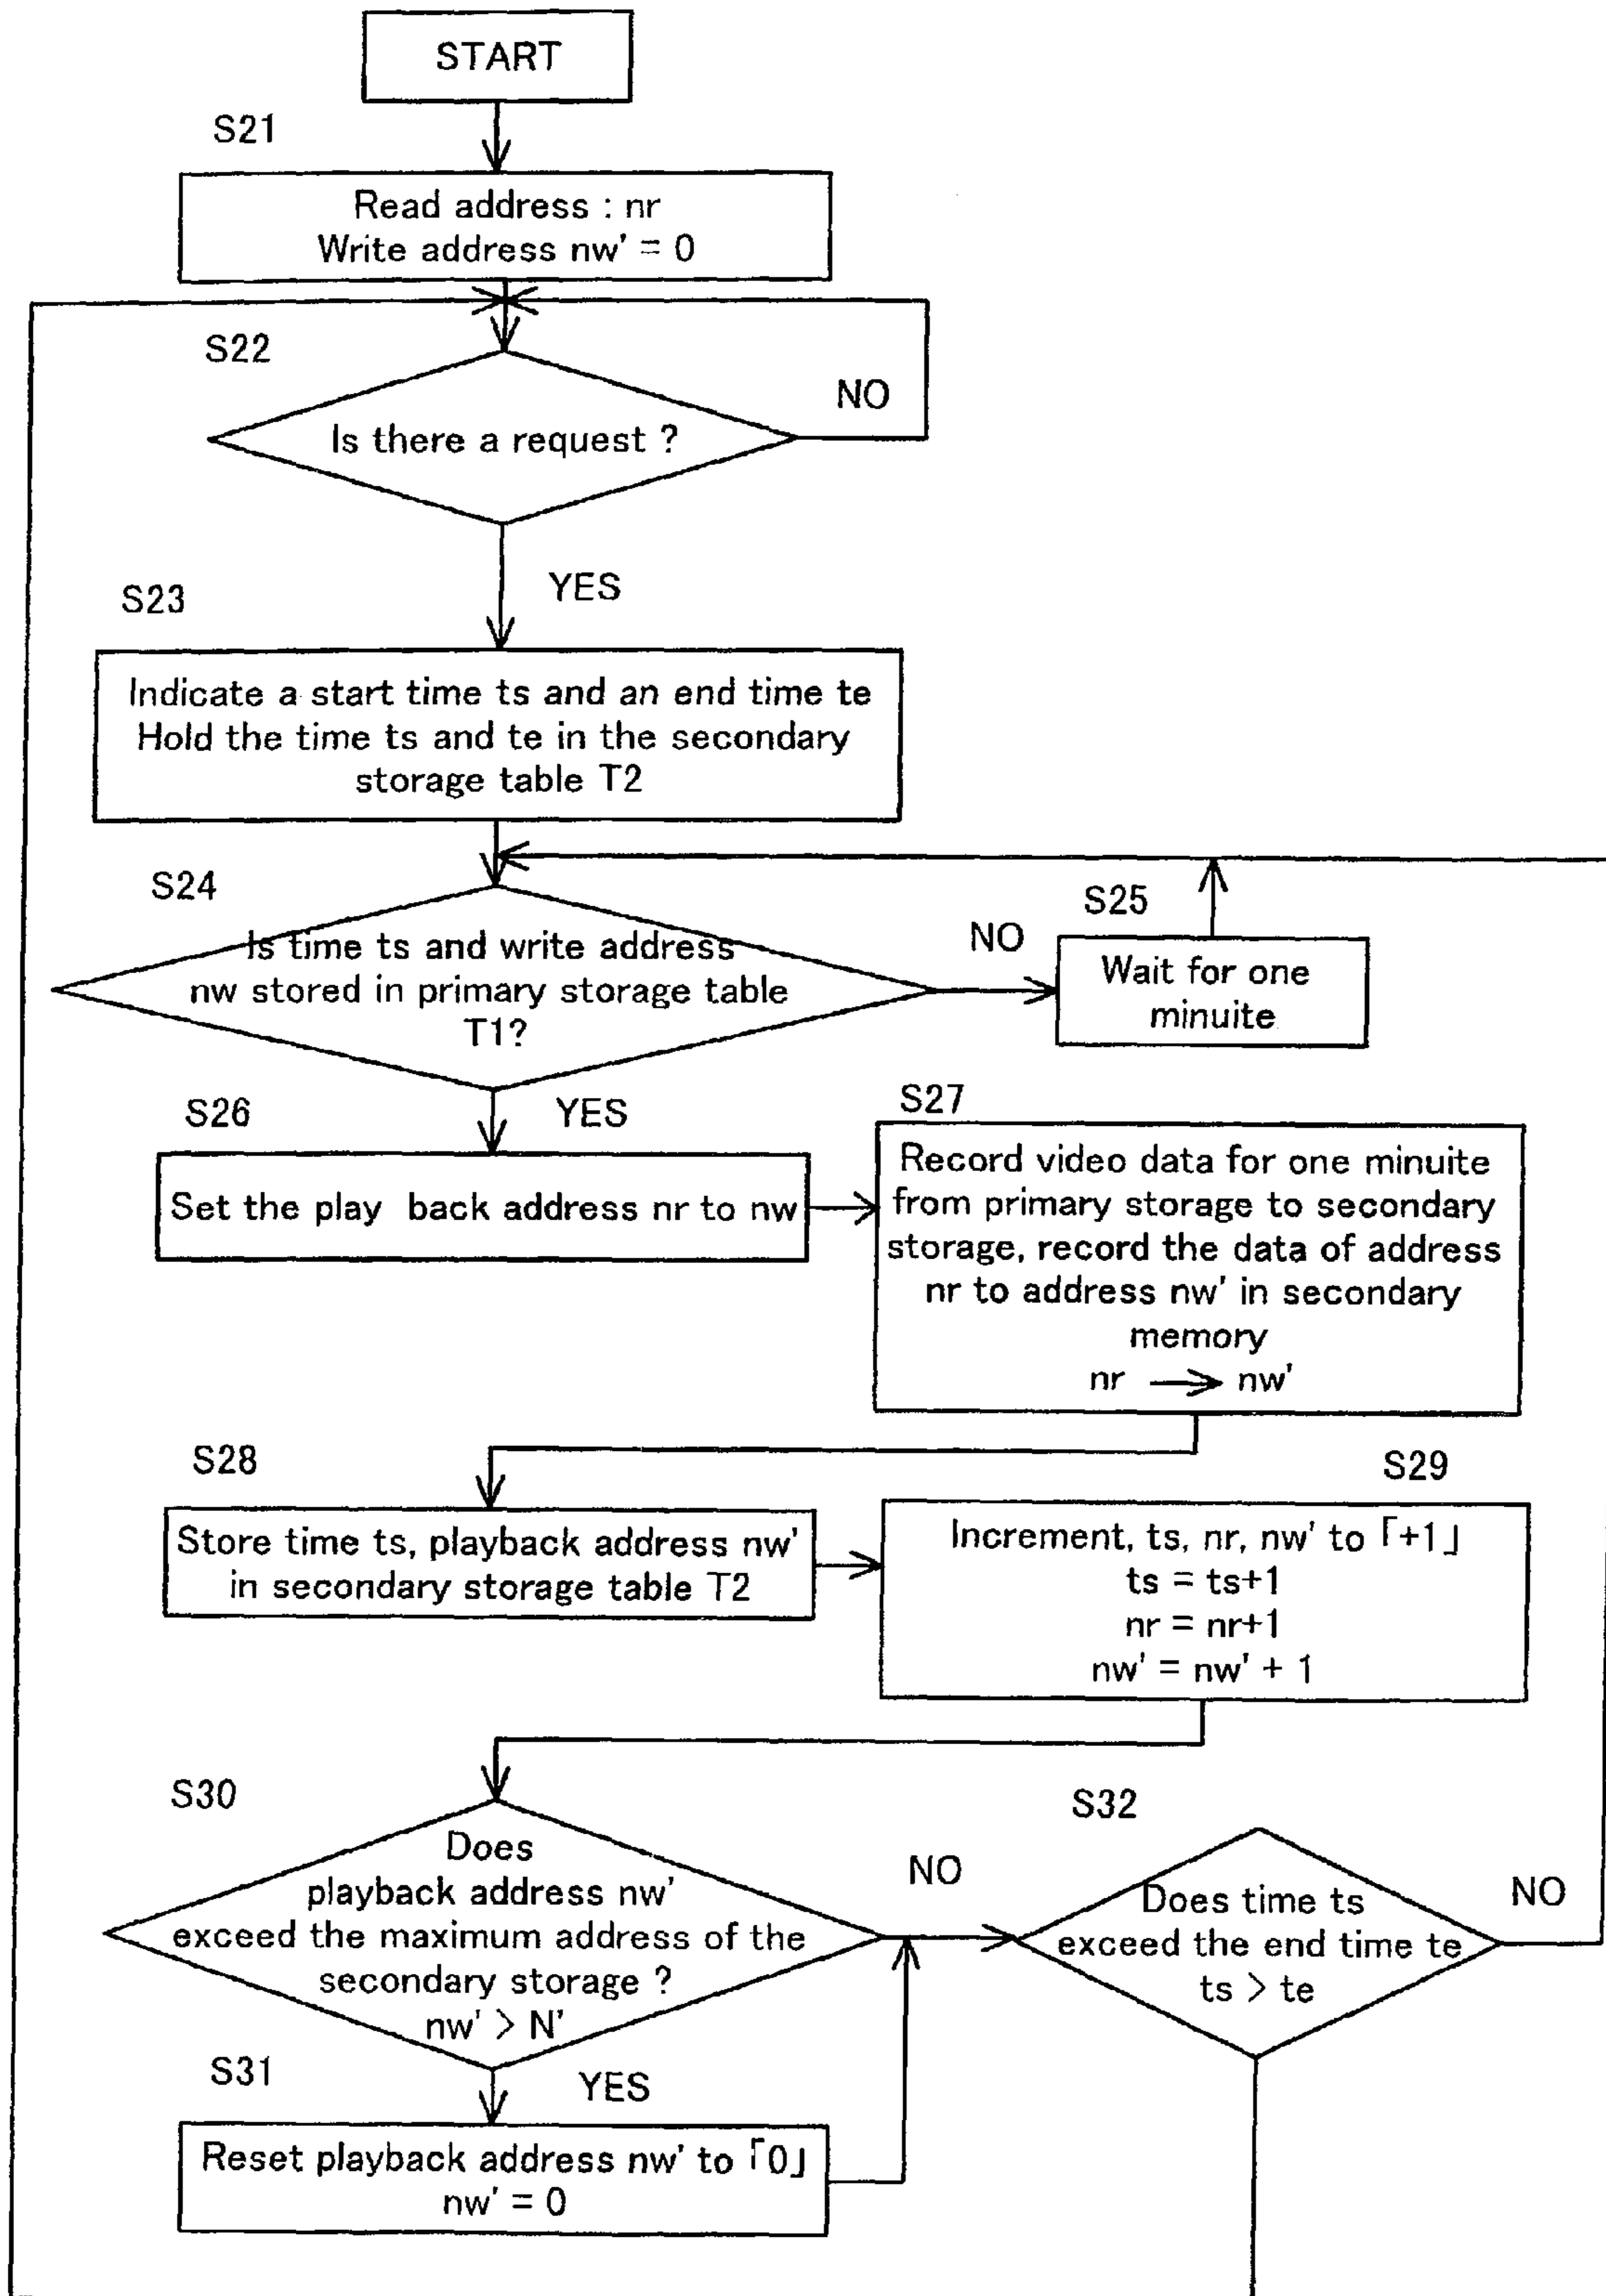 START
S21
Read address : nr
Write address nw' = 0
S22
NO
Is there a request ?
YES
S23
Indicate a start time ts and an end time te
Hold the time ts and te in the secondary
storage table T2
S24
S25
NO
Is time ts and write address
nw stored in primary storage table
T1?
Wait for one
minuite
S26
YES
Set the play back address nr to nw
S27
Record video data for one minuite
from primary storage to secondary
storage, record the data of address
nr to address nw' in secondary
memory
nr → nw'
S28
Store time ts, playback address nw'
in secondary storage table T2
S29
Increment, ts, nr, nw' to 「+1」
ts = ts+1
nr = nr+1
nw' = nw' + 1
S30
Does
playback address nw'
exceed the maximum address of the
secondary storage ?
nw' > N'
NO
S32
Does time ts
exceed the end time te
ts > te
NO
S31
YES
Reset playback address nw' to 「0」
nw' = 0